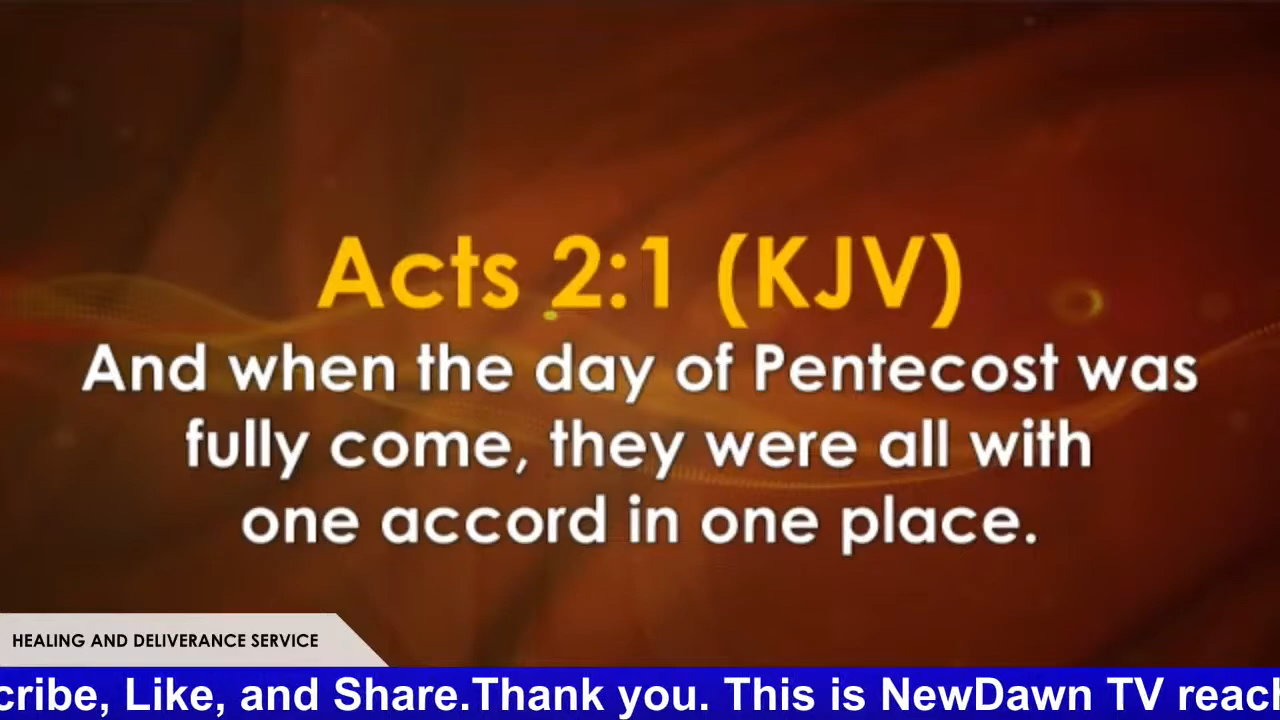 Acts 2:1 (KJV)
And when the day of Pentecost was
fully come, they were all with
one accord in one place.
HEALING AND DELIVERANCE SERVICE
cribe, Like, and Share.Thank you. This is NewDawn TV reach